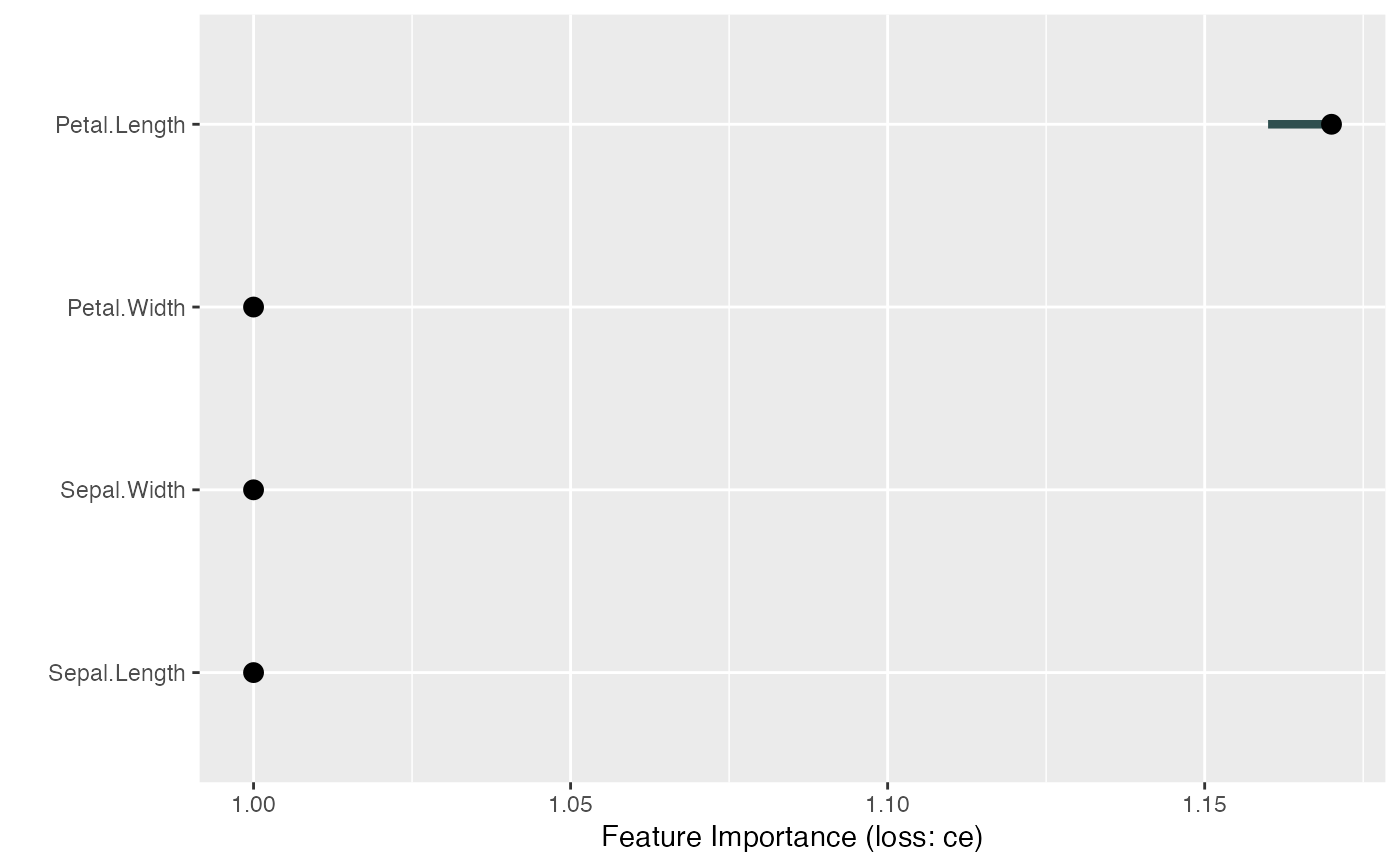 Petal.Length
Petal.Width
Sepal.Width
Sepal.Length
1.00 1.05 1.10 1.15
Feature Importance (loss: ce)